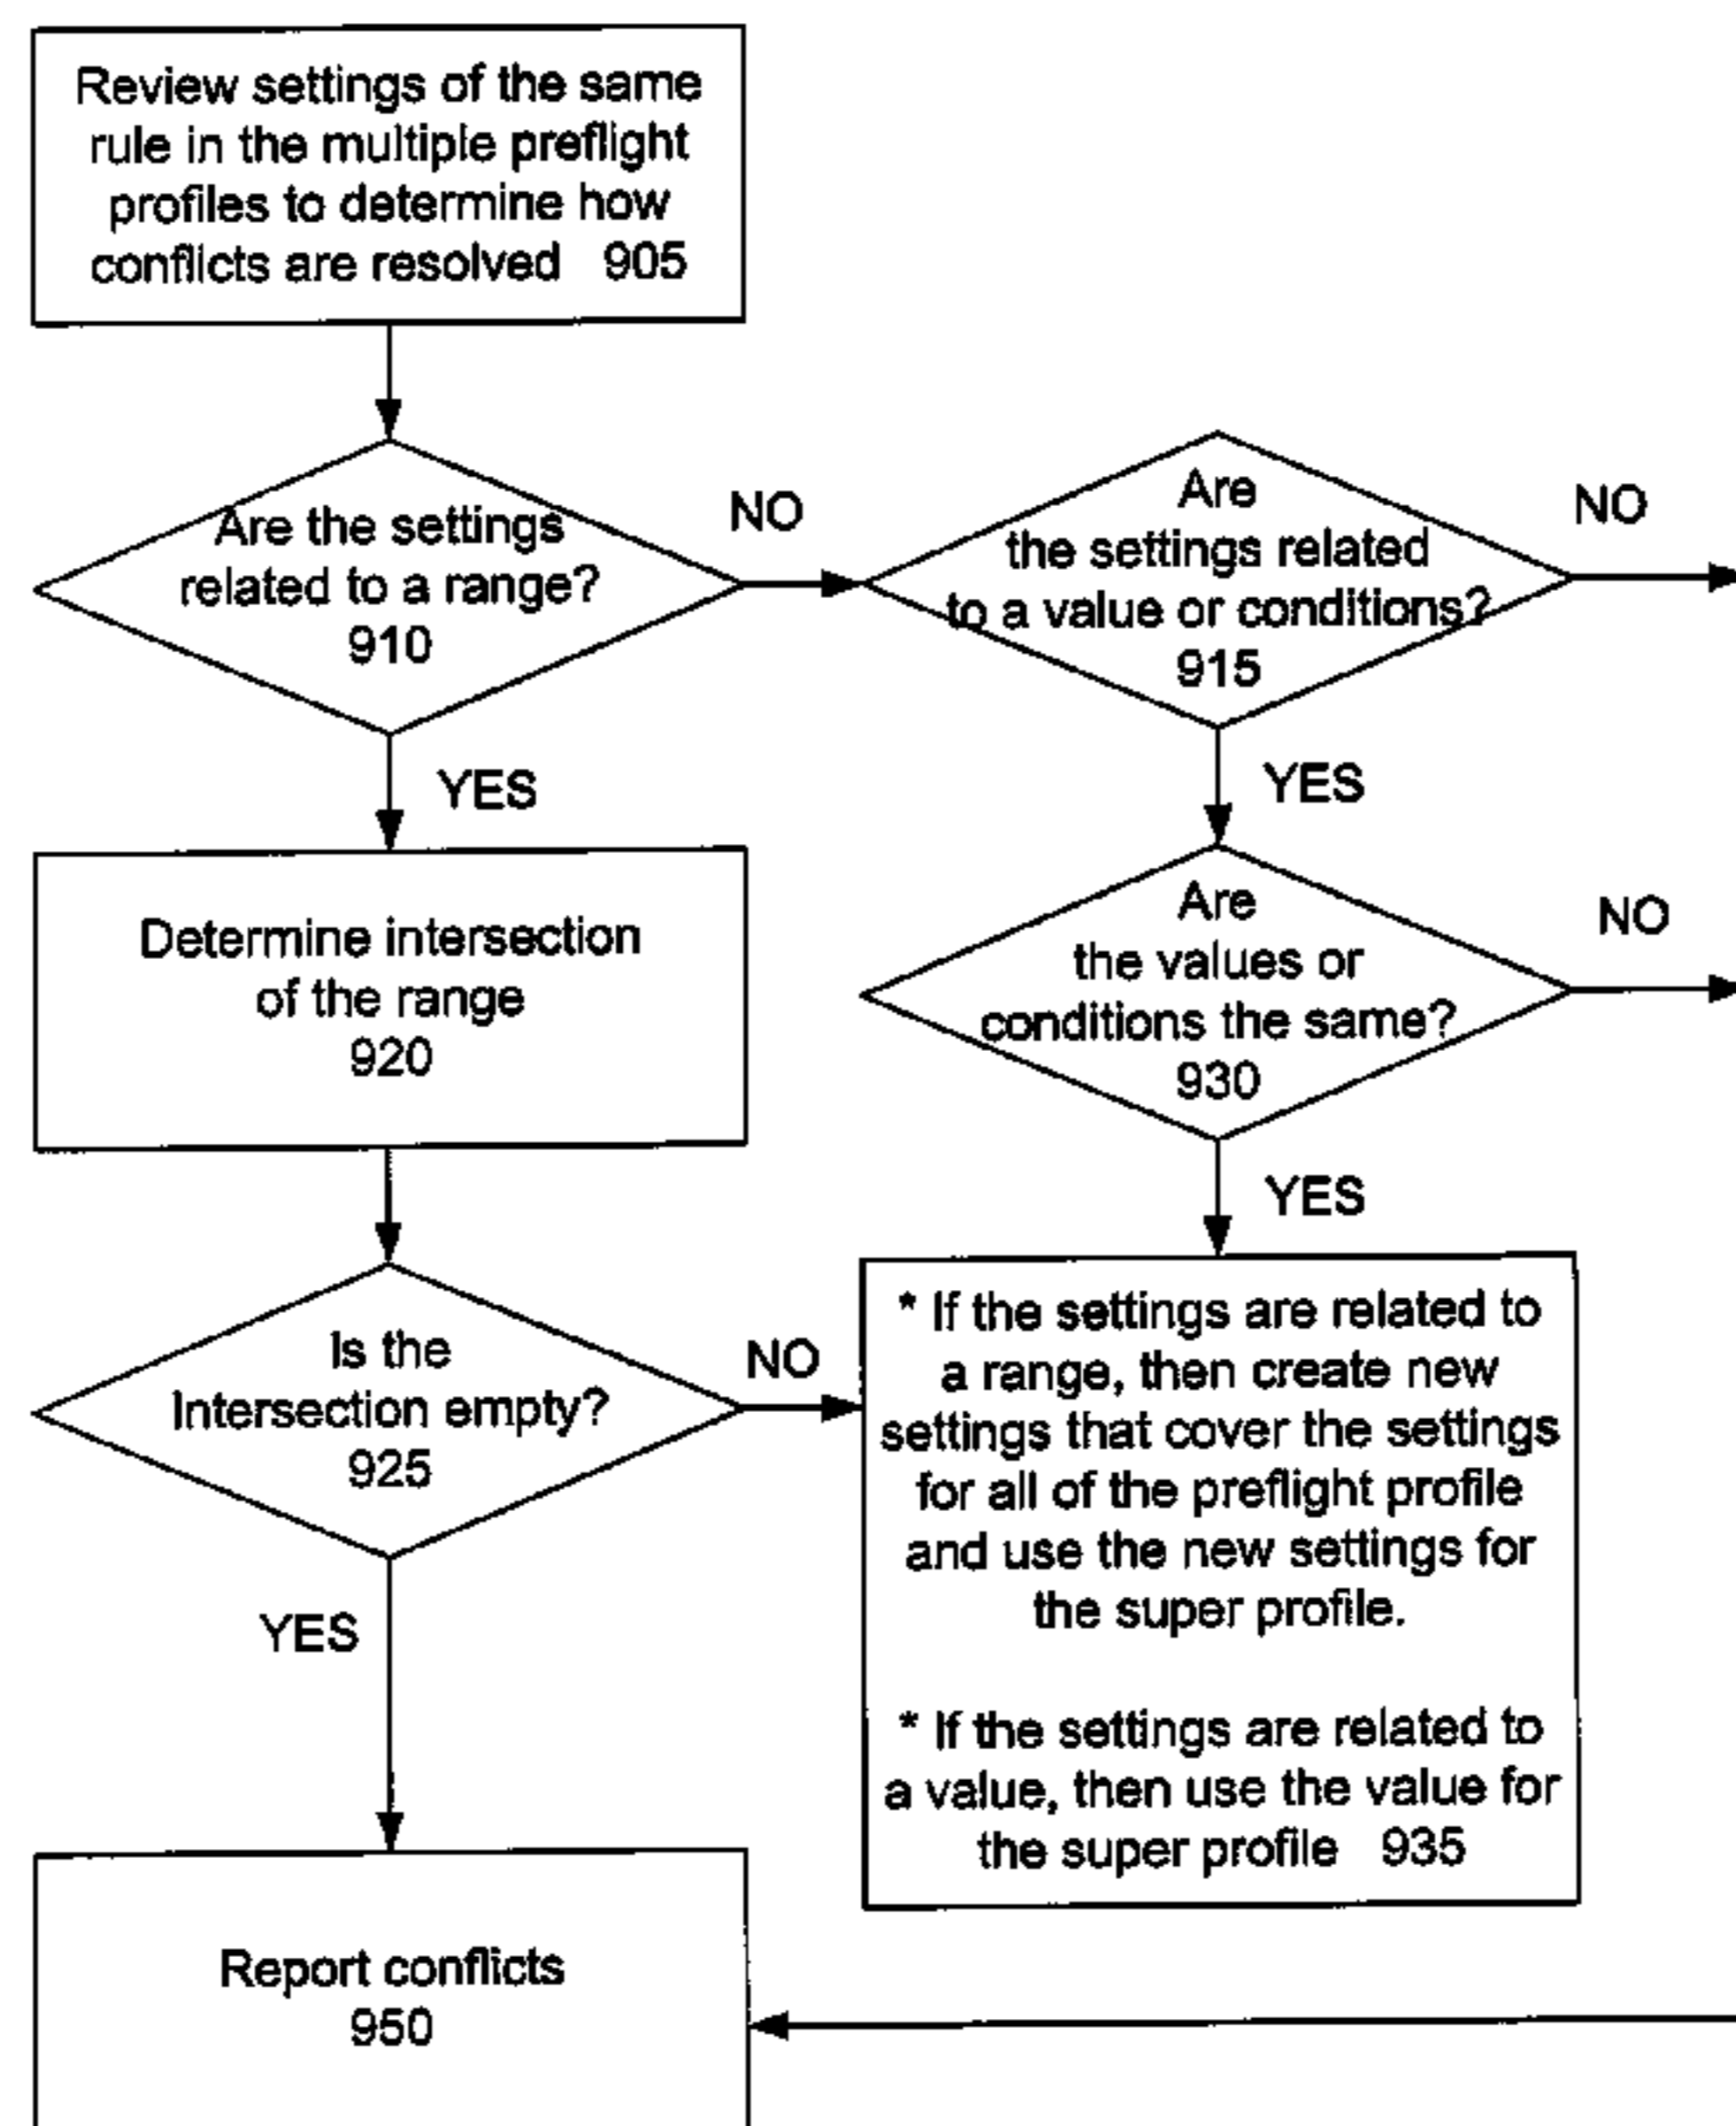 Review settings of the same
rule in the multiple preflight
profiles to determine how
conflicts are resolved 905
Are the settings
related to a range?
910
NO
Are
the settings related
to a value or conditions?
915
NO
YES
YES
Determine intersection
of the range
920
Are
the values or
conditions the same?
930
NO
YES
Is the
Intersection empty?
925
NO
YES
* If the settings are related to
a range, then create new
settings that cover the settings
for all of the preflight profile
and use the new settings for
the super profile.
* If the settings are related to
a value, then use the value for
the super profile 935
Report conflicts
950